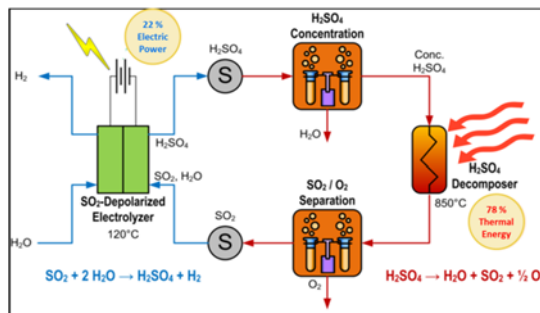 22 %
Electric
Power
H₂SO₄
H₂SO₄
Concentration
Conc.
H₂SO₄
H₂
S
H₂SO₄
H₂O
SO₂, H₂O
SO₂-Depolarized
Electrolyzer
120°C
SO₂ / O₂
Separation
H₂SO₄
Decomposer
850°C
SO₂
S
78 %
Thermal
Energy
H₂O
O₂
SO₂ + 2 H₂O → H₂SO₄ + H₂
H₂SO₄ → H₂O + SO₂ + ½ O